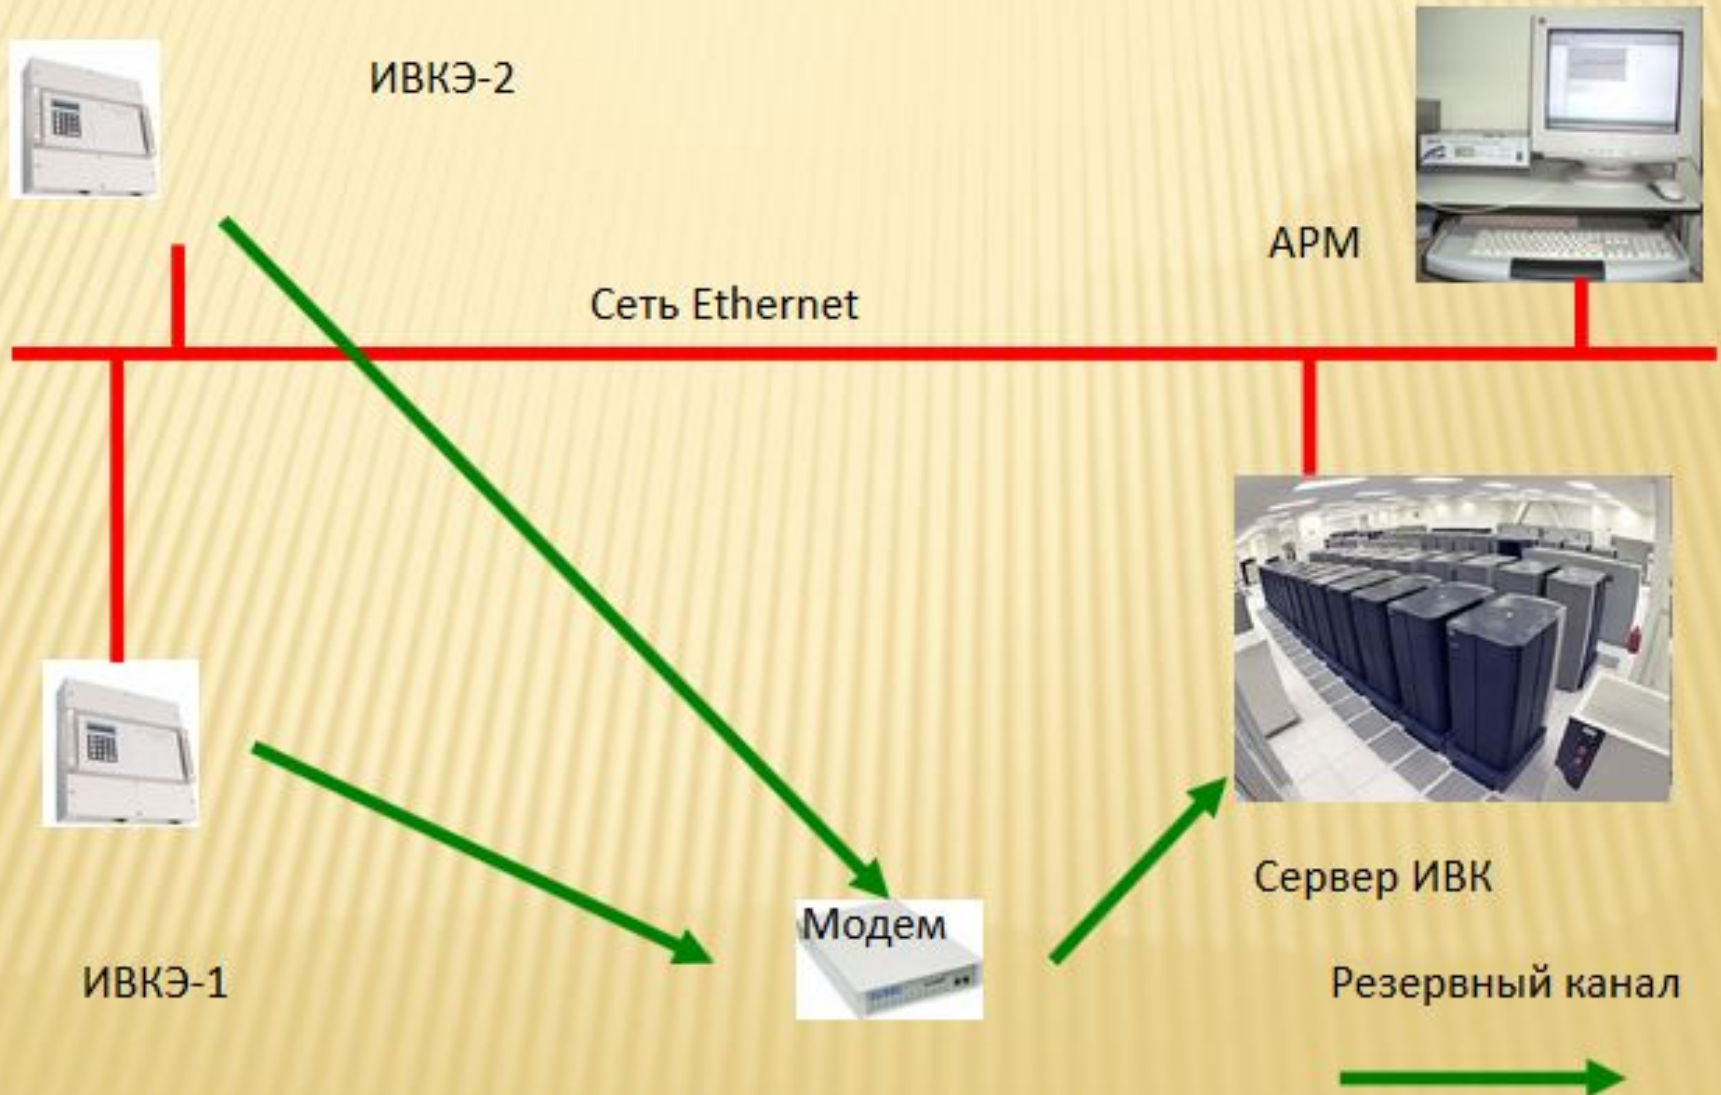 ИВКЭ-2
АРМ
Сеть Ethernet
Модем
Сервер ИВК
ИВКЭ-1
Резервный канал